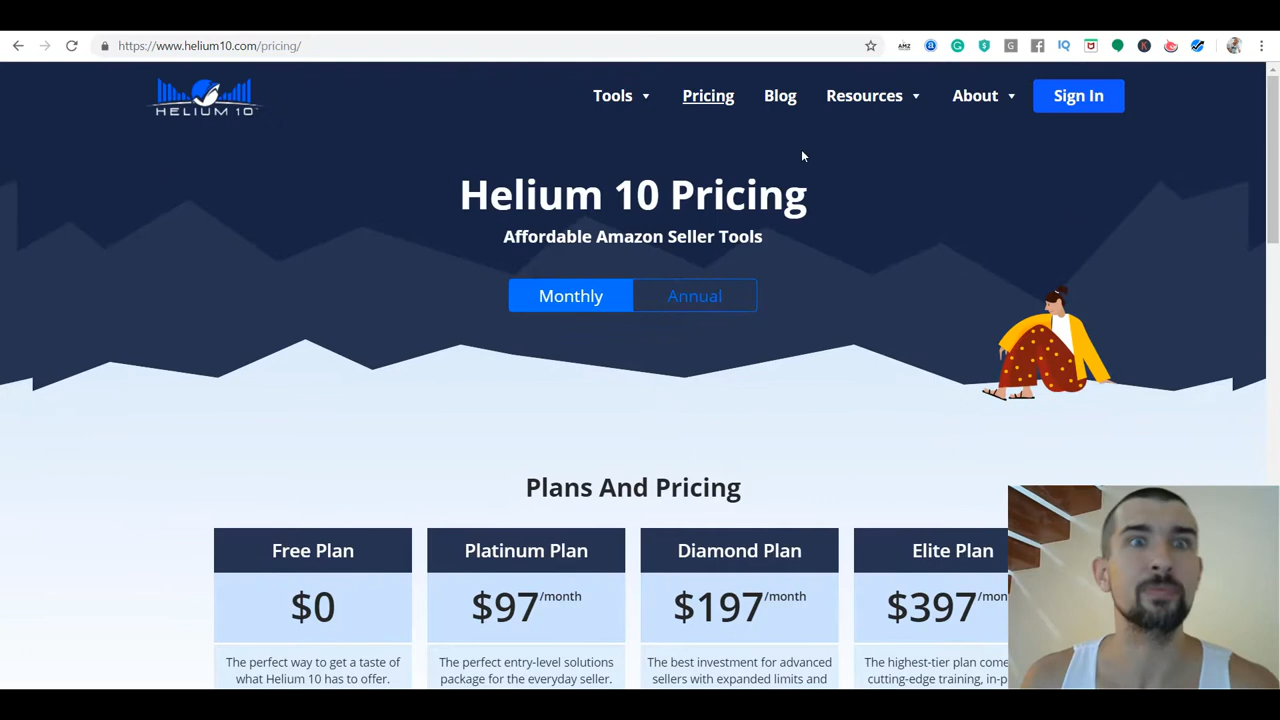 https://www.helium10.com/pricing/
HELIUM 10
Tools
Pricing
Blog
Resources
About
Sign In
Helium 10 Pricing
Affordable Amazon Seller Tools
Monthly
Annual
Plans And Pricing
Free Plan
$0
The perfect way to get a taste of
what Helium 10 has to offer.
Platinum Plan
$97/month
The perfect entry-level solutions
package for the everyday seller.
Diamond Plan
$197/month
The best investment for advanced
sellers with expanded limits and
Elite Plan
$397/mon
The highest-tier plan come
cutting-edge training, in-p